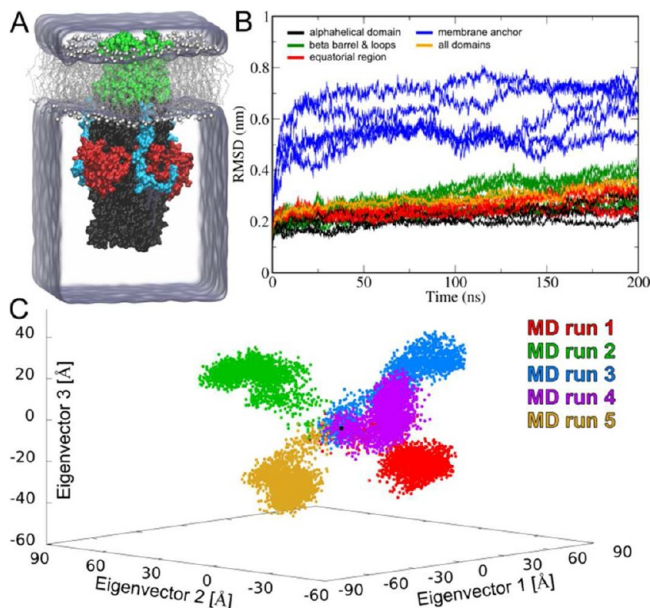 A
B
1
0.8
0.6
0.4
0.2
0
RMSD (nm)
alphahelical domain
beta barrel & loops
equatorial region
membrane anchor
all domains
0 50 100 150 200
Time (ns)
C
40
20
0
-20
-40
-60
Eigenvector 3 [Å]
90 60 30 0 -30 -60
Eigenvector 2 [Å]
-90 -60 -30 0 30 60 90
Eigenvector 1 [Å]
MD run 1
MD run 2
MD run 3
MD run 4
MD run 5